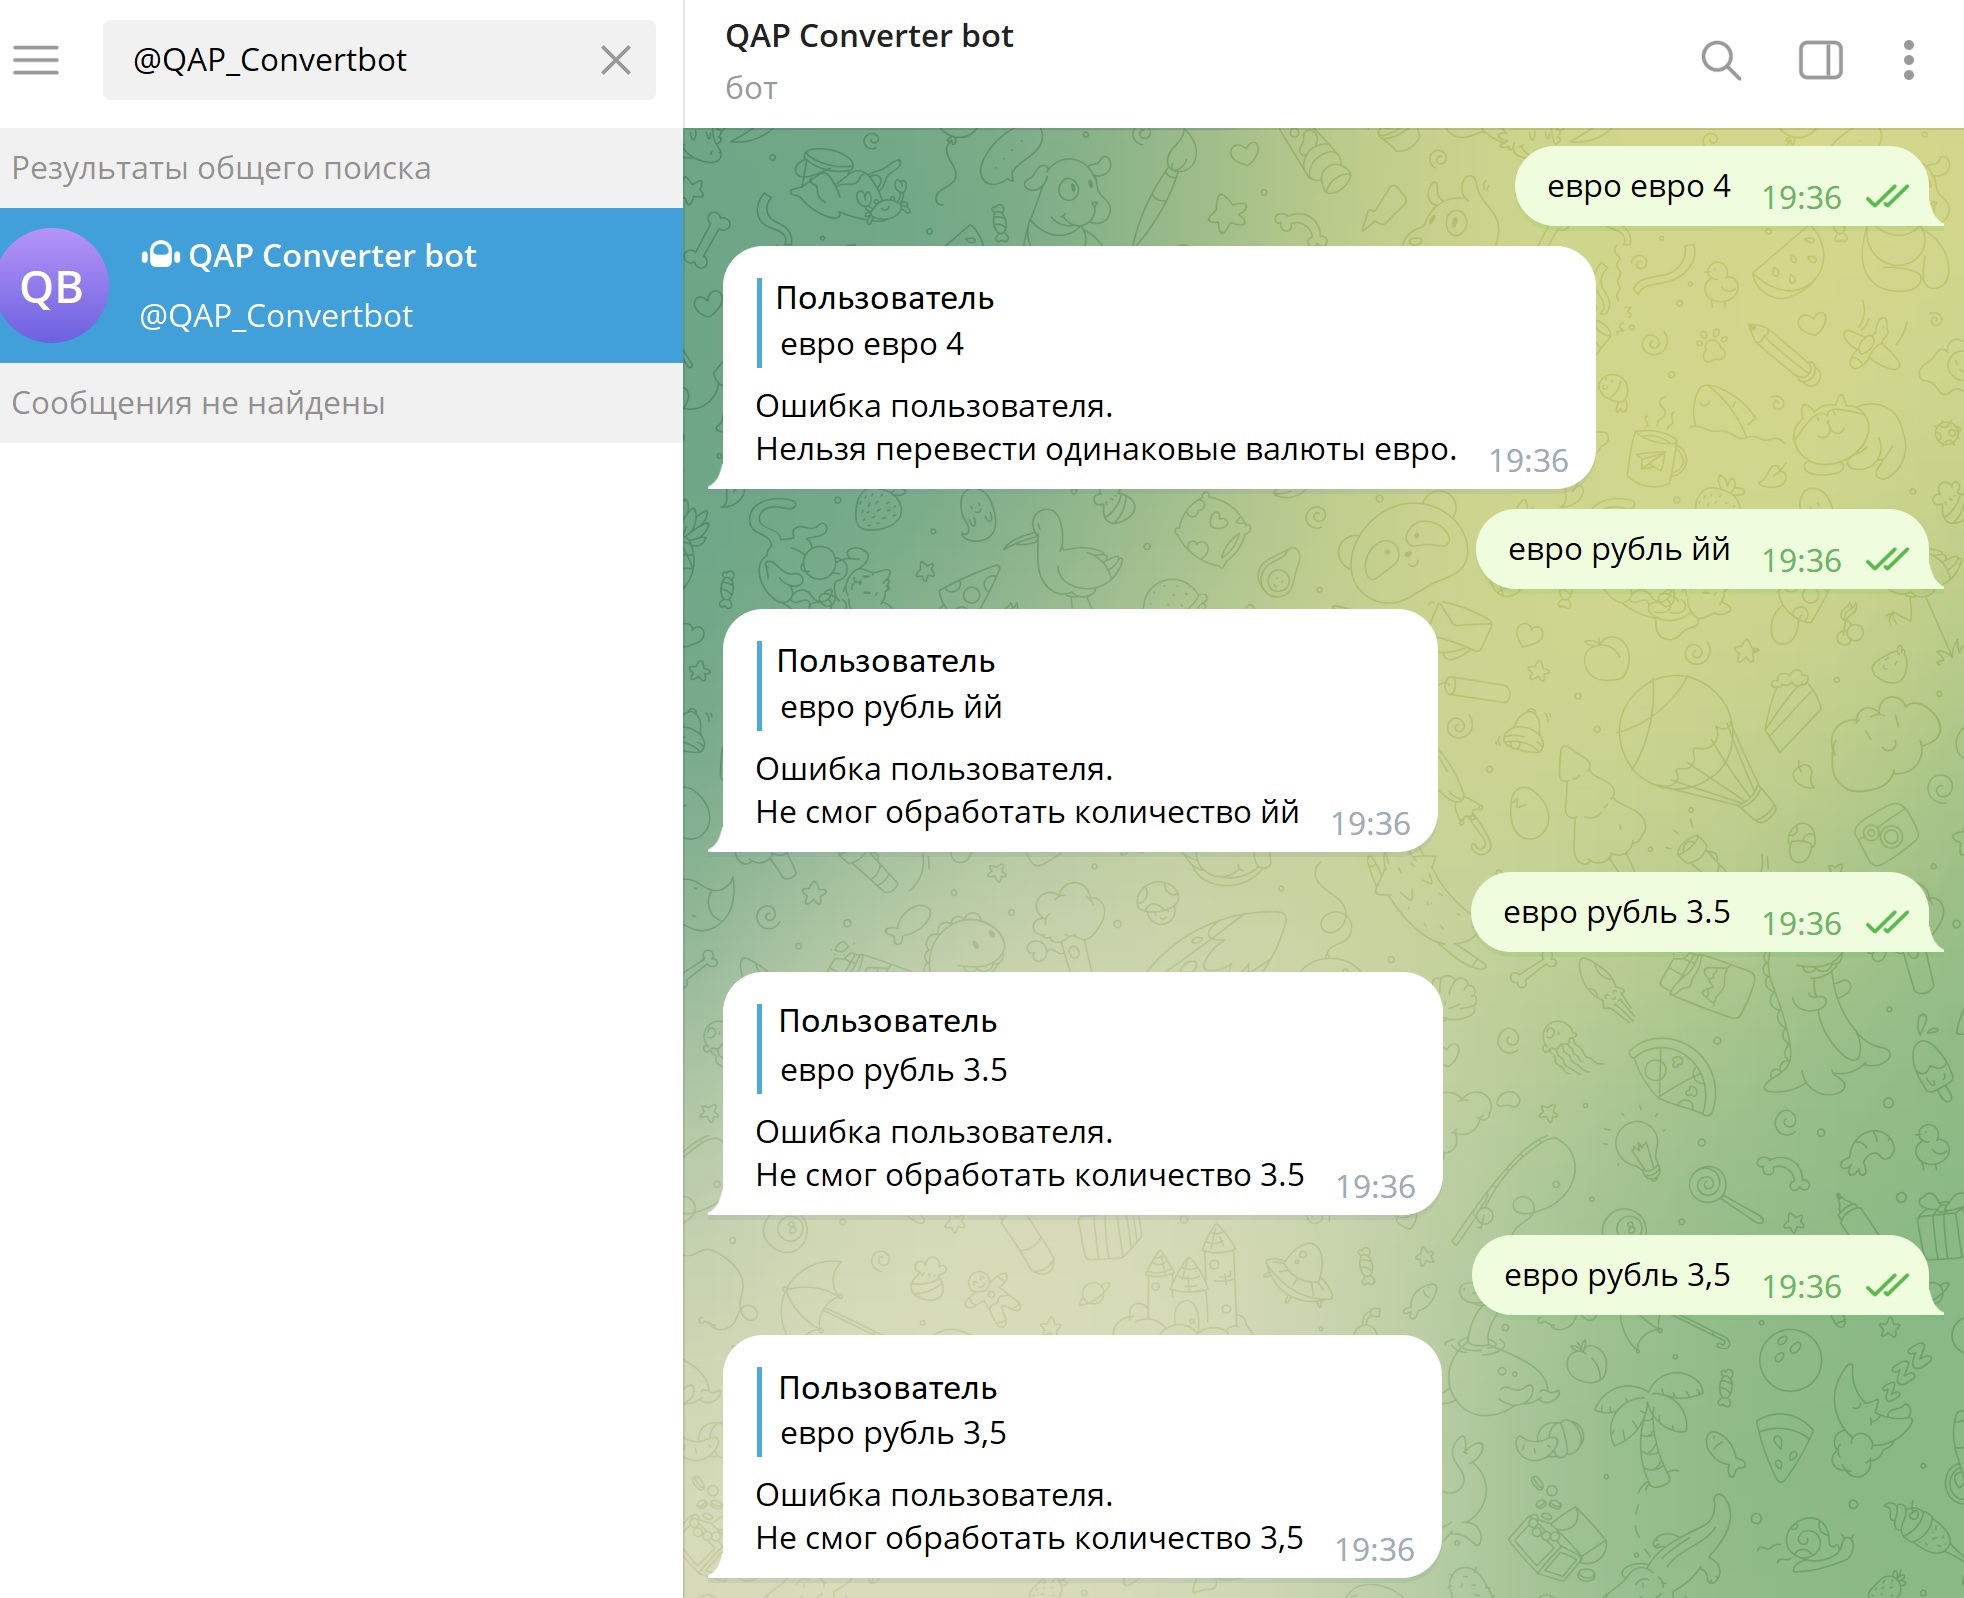 @QAP_Convertbot
Результаты общего поиска
QB
QAP Converter bot
@QAP_Convertbot
Сообщения не найдены
QAP Converter bot
бот
евро евро 4 19:36
Пользователь
евро евро 4
Ошибка пользователя.
Нельзя перевести одинаковые валюты евро. 19:36
евро рубль йй 19:36
Пользователь
евро рубль йй
Ошибка пользователя.
Не смог обработать количество йй 19:36
евро рубль 3.5 19:36
Пользователь
евро рубль 3.5
Ошибка пользователя.
Не смог обработать количество 3.5 19:36
евро рубль 3,5 19:36
Пользователь
евро рубль 3,5
Ошибка пользователя.
Не смог обработать количество 3,5 19:36